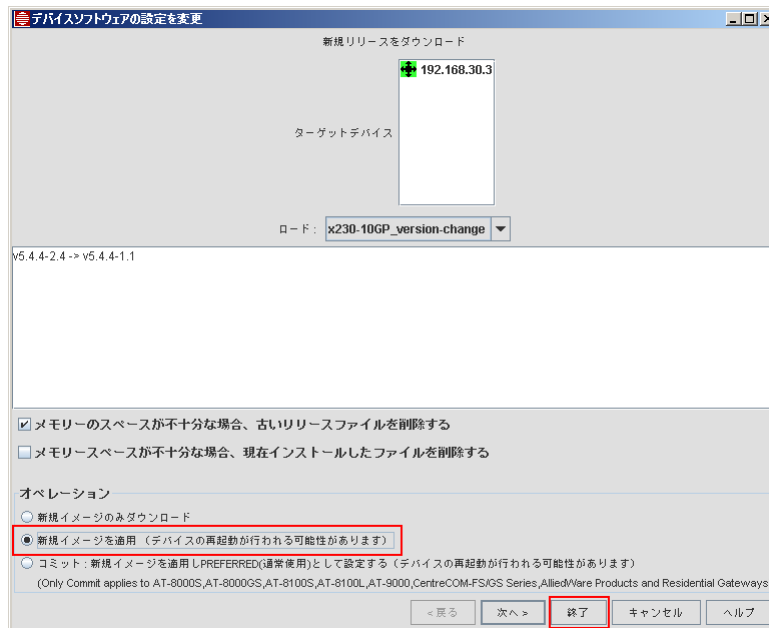 デバイスソフトウェアの設定を変更
新規リリースをダウンロード
192.168.30.3
ターゲットデバイス
ロード： x230-10GP_version-change
v5.4.4-2.4 -> v5.4.4-1.1
メモリーのスペースが不十分な場合、古いリリースファイルを削除する
メモリースペースが不十分な場合、現在インストールしたファイルを削除する
オペレーション
新規イメージのみダウンロード
新規イメージを適用 （デバイスの再起動が行われる可能性があります）
コミット：新規イメージを適用しPREFERRED(通常使用)として設定する（デバイスの再起動が行われる可能性があります）
(Only Commit applies to AT-8000S,AT-8000GS,AT-8100S,AT-8100L,AT-9000,CentreCOM-FS/GS Series,AlliedWare Products and Residential Gateways
<戻る 次へ> 終了 キャンセル ヘルプ